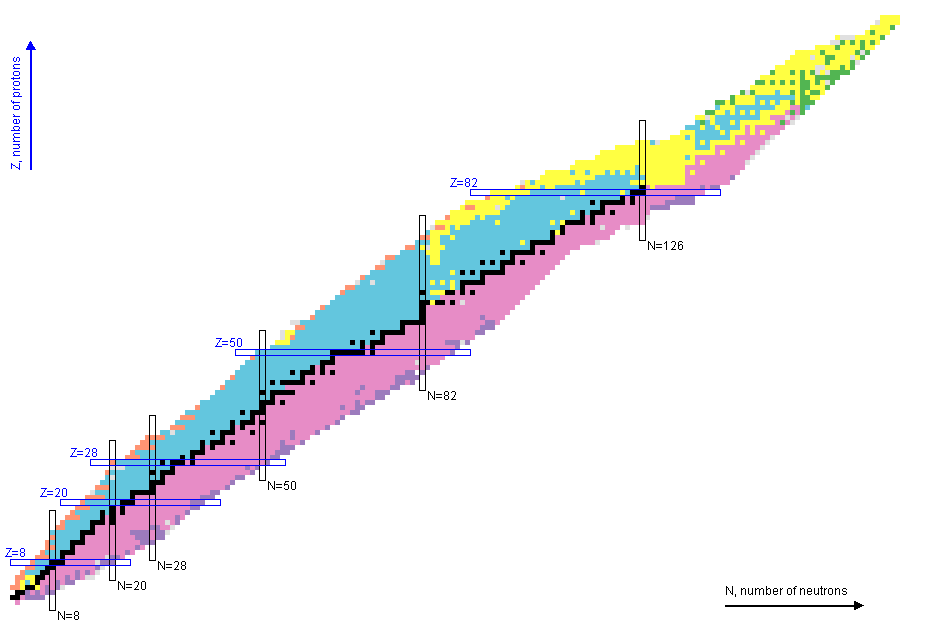 Z, number of protons
Z=82
N=126
Z=50
N=82
Z=28
N=50
Z=20
Z=8
N=28
N=20
N=8
N, number of neutrons